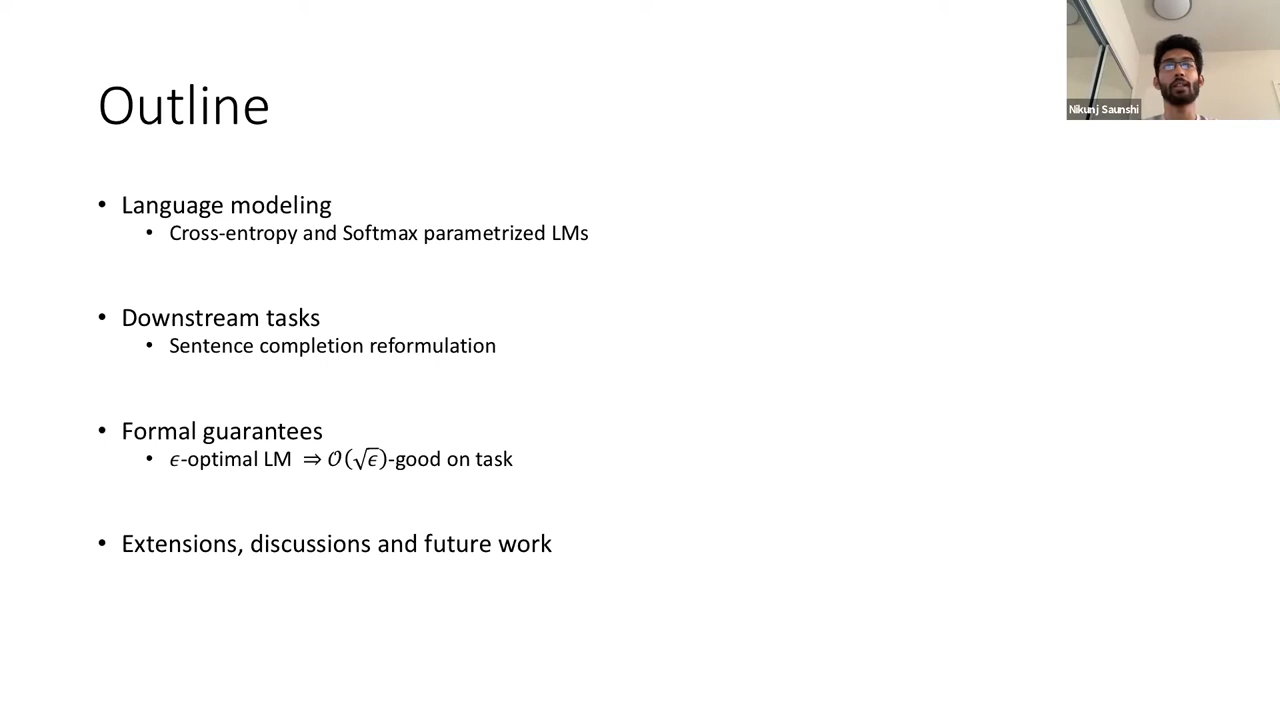 Outline
Nikunj Saunshi
• Language modeling
• Cross-entropy and Softmax parametrized LMs
• Downstream tasks
• Sentence completion reformulation
• Formal guarantees
• ϵ-optimal LM ⇒ 𝒪(√ϵ)-good on task
• Extensions, discussions and future work